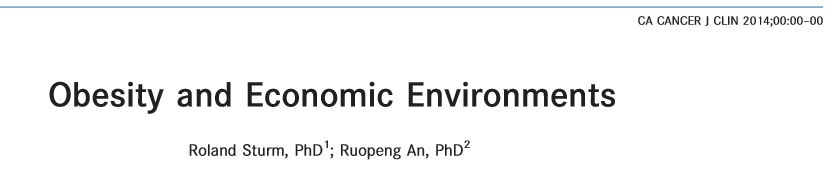 CA CANCER J CLIN 2014;00:00–00
Obesity and Economic Environments
Roland Sturm, PhD1; Ruopeng An, PhD2